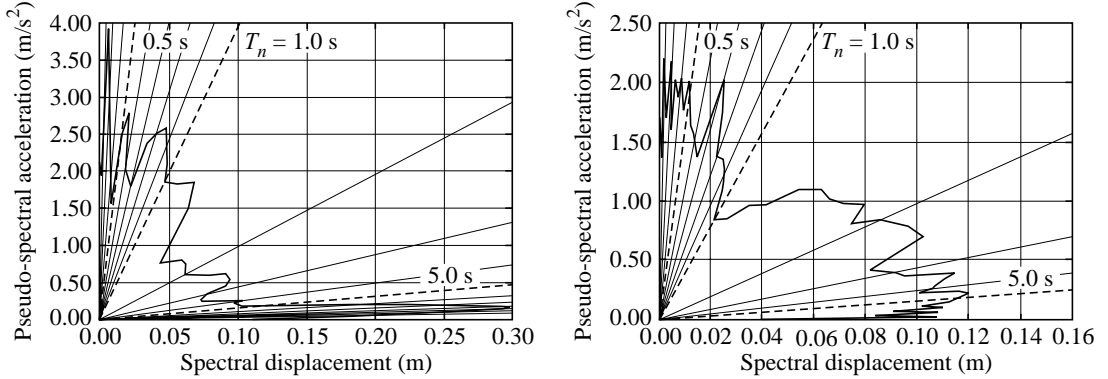 Pseudo-spectral acceleration (m/s²)
4.00
3.50
3.00
2.50
2.00
1.50
1.00
0.50
0.00
0.5 s
Tₙ = 1.0 s
5.0 s
0.00 0.05 0.10 0.15 0.20 0.25 0.30
Spectral displacement (m)
Pseudo-spectral acceleration (m/s²)
2.50
2.00
1.50
1.00
0.50
0.00
0.5 s
Tₙ = 1.0 s
5.0 s
0.00 0.02 0.04 0.06 0.08 0.10 0.12 0.14 0.16
Spectral displacement (m)